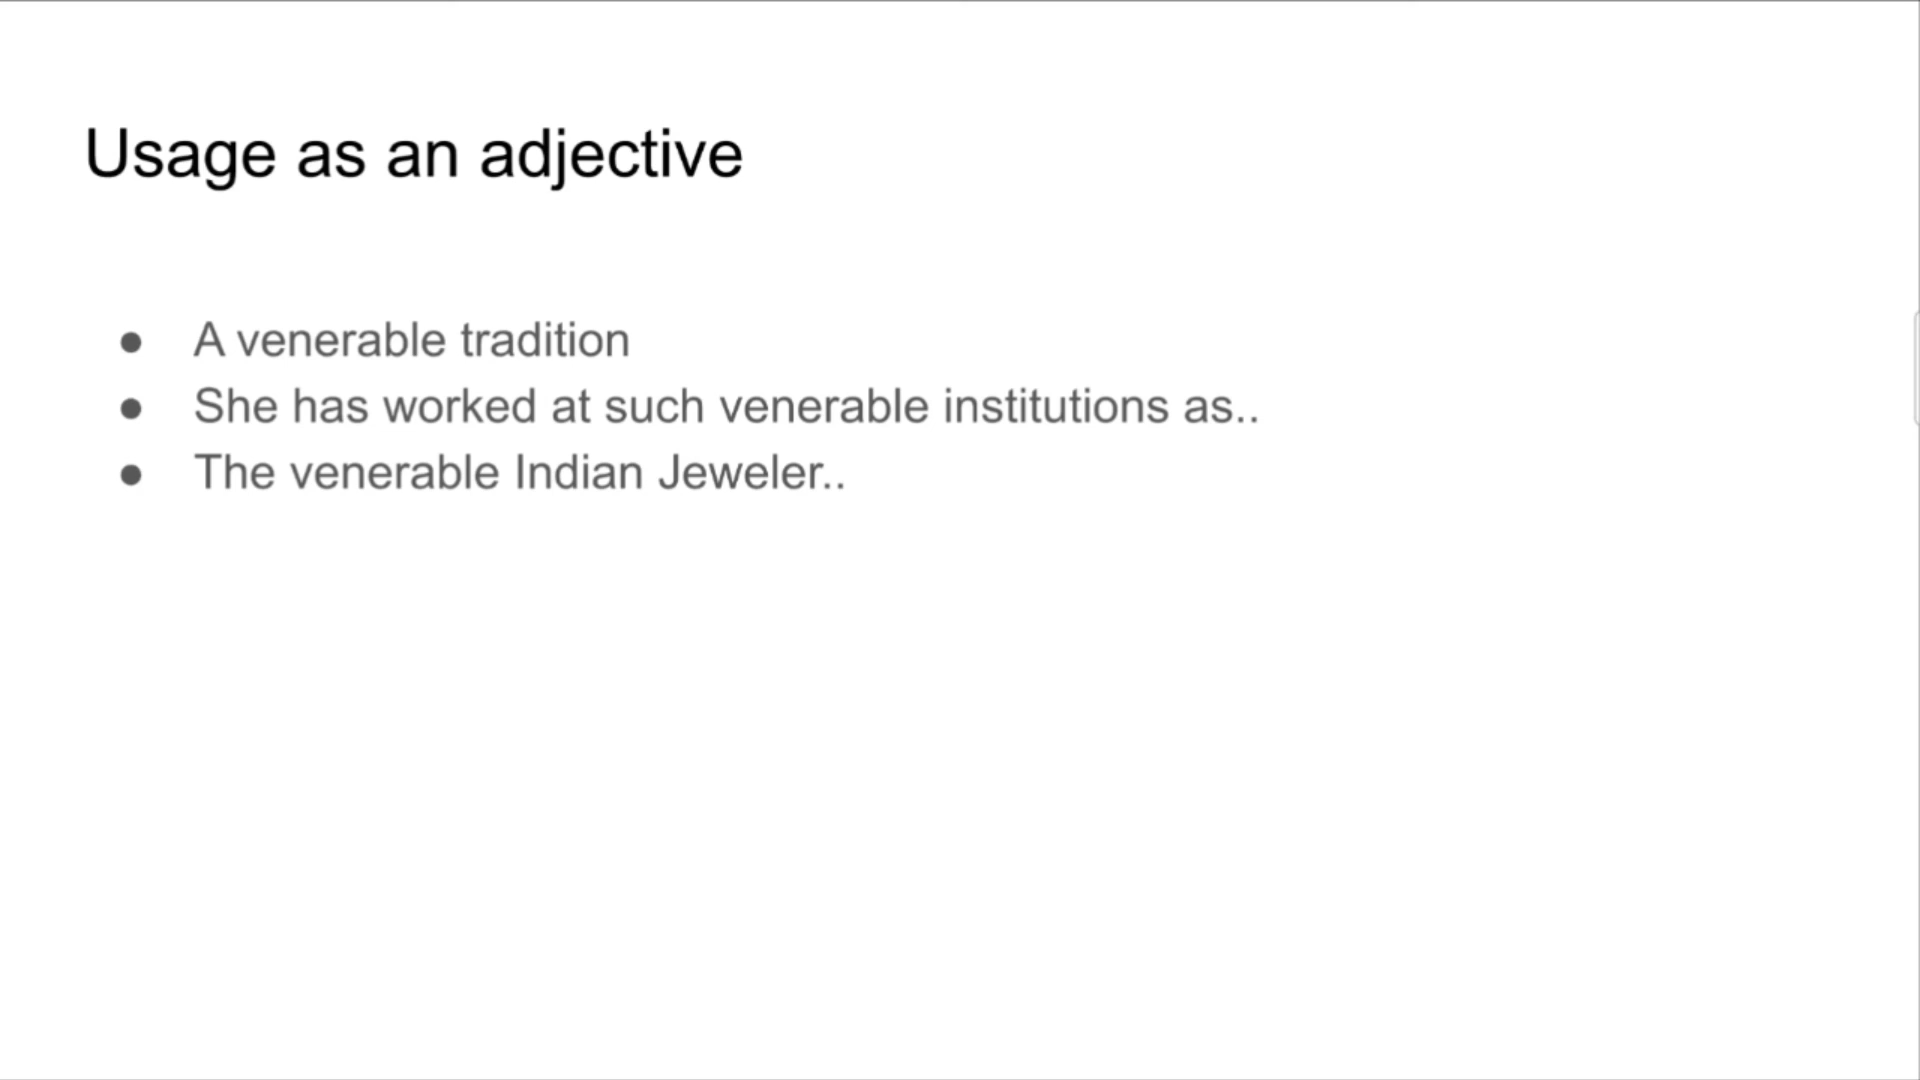 Usage as an adjective
● A venerable tradition
● She has worked at such venerable institutions as..
● The venerable Indian Jeweler..